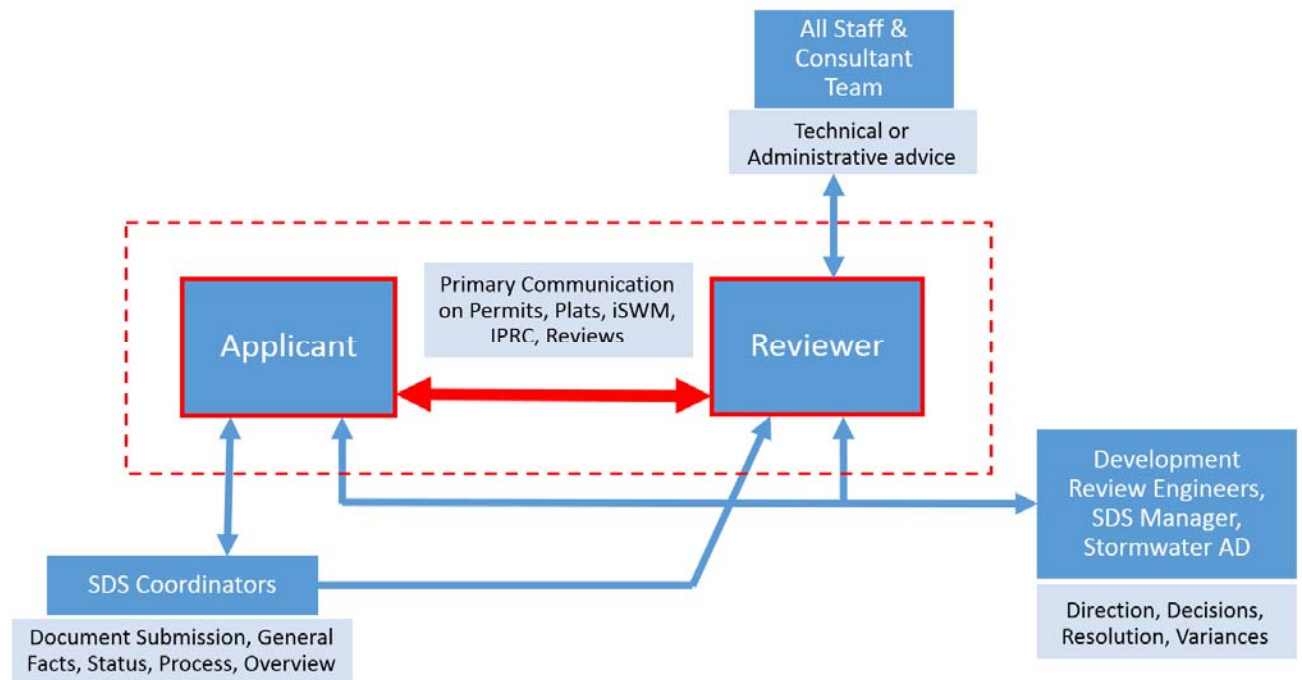 All Staff &
Consultant
Team
Technical or
Administrative advice
Primary Communication
on Permits, Plats, iSWM,
IPRC, Reviews
Applicant
Reviewer
Development
Review Engineers,
SDS Manager,
Stormwater AD
SDS Coordinators
Direction, Decisions,
Resolution, Variances
Document Submission, General
Facts, Status, Process, Overview